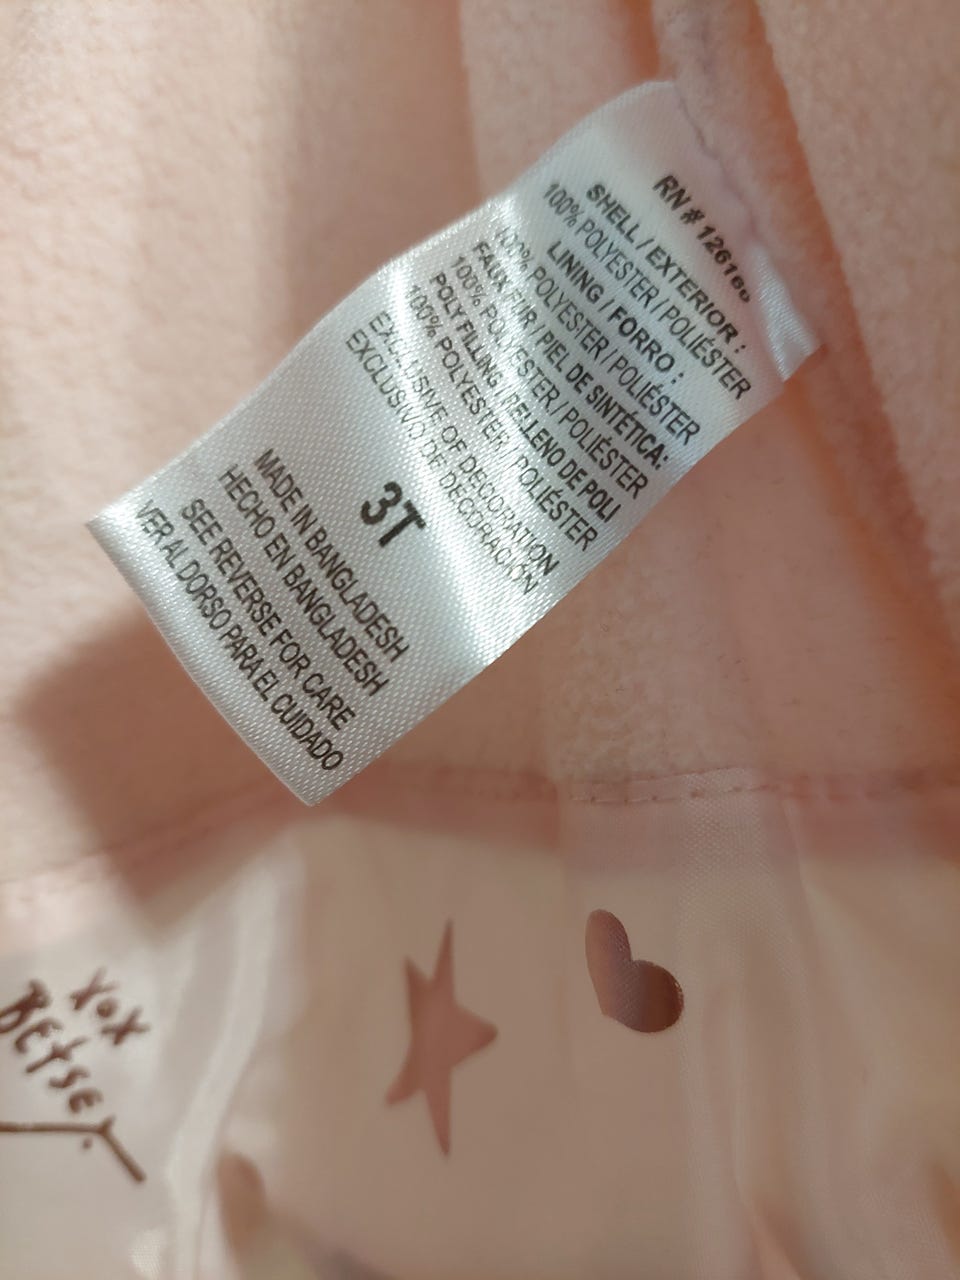 RN # 12616
SHELL / EXTERIOR :
100% POLYESTER / POLIÉSTER
LINING / FORRO :
100% POLYESTER / POLIÉSTER
FAUX FUR / PIEL DE SINTÉTICA:
100% POLYESTER / POLIÉSTER
POLY FILLING / RELLENO DE POLI
100% POLYESTER / POLIÉSTER
EXCLUSIVE OF DECORATION
EXCLUSIVO DE DECORACIÓN
3T
MADE IN BANGLADESH
HECHO EN BANGLADESH
SEE REVERSE FOR CARE
VER AL DORSO PARA EL CUIDADO
XOX
BETSEY